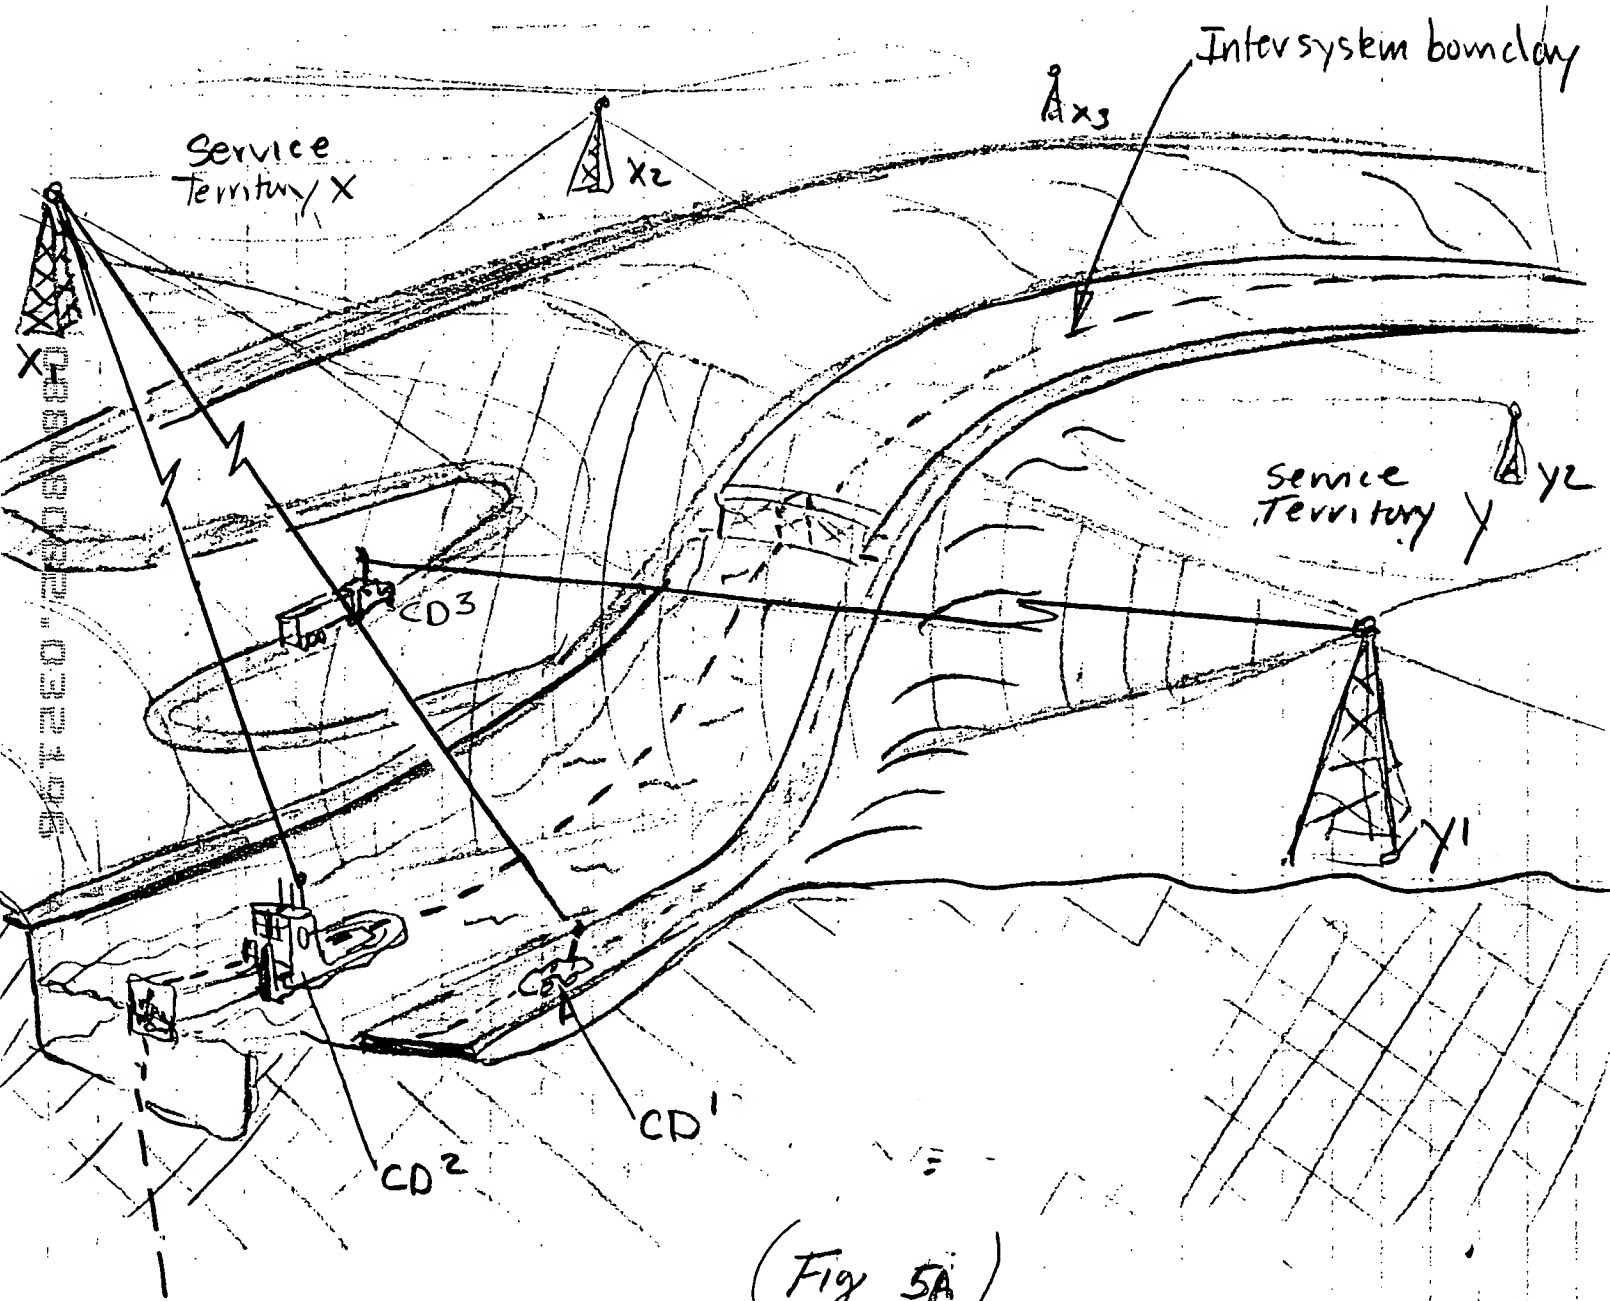 Intersystem boundary
X3
Service
Territory X
X2
X1
Service
Territory Y
Y2
CD3
Y1
CD1
CD2
(Fig 5A)